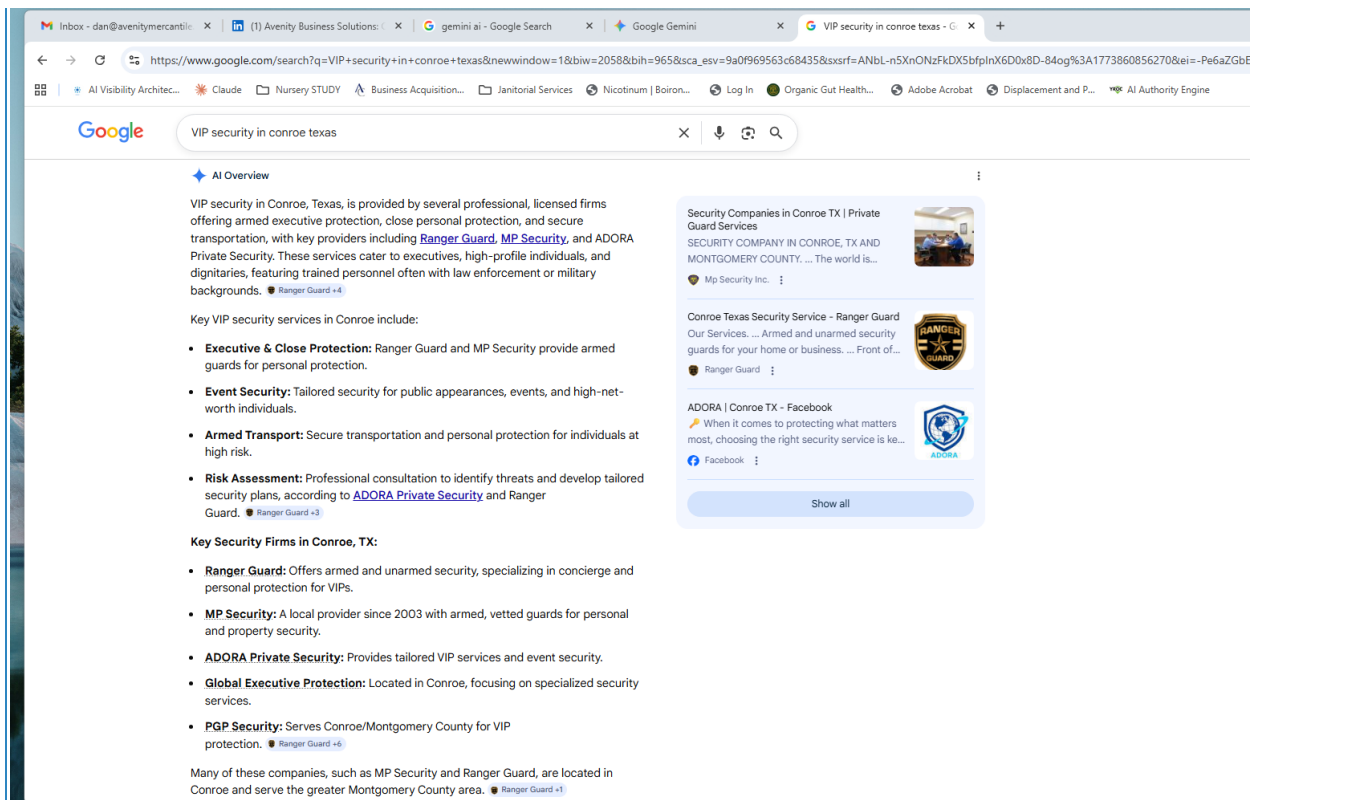 Inbox - dan@avenitymercantile
(1) Avenity Business Solutions: (
gemini ai - Google Search
Google Gemini
VIP security in conroe texas - G
https://www.google.com/search?q=VIP+security+in+conroe+texas&newwindow=1&biw=2058&bih=965&sca_esv=9a0f969563c68435&sxsrf=ANbL-n5XnONzFkDX5bfpInX6D0x8D-84og%3A1773860856270&ei=-Pe6aZGbE
AI Visibility Architec...
Claude
Nursery STUDY
Business Acquisition...
Janitorial Services
Nicotinum | Boiron...
Log In
Organic Gut Health...
Adobe Acrobat
Displacement and P...
AI Authority Engine
Google
VIP security in conroe texas
AI Overview
VIP security in Conroe, Texas, is provided by several professional, licensed firms
offering armed executive protection, close personal protection, and secure
transportation, with key providers including Ranger Guard, MP Security, and ADORA
Private Security. These services cater to executives, high-profile individuals, and
dignitaries, featuring trained personnel often with law enforcement or military
backgrounds. Ranger Guard +4
Key VIP security services in Conroe include:
• Executive & Close Protection: Ranger Guard and MP Security provide armed
guards for personal protection.
• Event Security: Tailored security for public appearances, events, and high-net-
worth individuals.
• Armed Transport: Secure transportation and personal protection for individuals at
high risk.
• Risk Assessment: Professional consultation to identify threats and develop tailored
security plans, according to ADORA Private Security and Ranger
Guard. Ranger Guard +3
Key Security Firms in Conroe, TX:
• Ranger Guard: Offers armed and unarmed security, specializing in concierge and
personal protection for VIPs.
• MP Security: A local provider since 2003 with armed, vetted guards for personal
and property security.
• ADORA Private Security: Provides tailored VIP services and event security.
• Global Executive Protection: Located in Conroe, focusing on specialized security
services.
• PGP Security: Serves Conroe/Montgomery County for VIP
protection. Ranger Guard +6
Many of these companies, such as MP Security and Ranger Guard, are located in
Conroe and serve the greater Montgomery County area. Ranger Guard +1
Security Companies in Conroe TX | Private
Guard Services
SECURITY COMPANY IN CONROE, TX AND
MONTGOMERY COUNTY. ... The world is...
Mp Security Inc.
Conroe Texas Security Service - Ranger Guard
Our Services. ... Armed and unarmed security
guards for your home or business. ... Front of...
Ranger Guard
RANGER
GUARD
ADORA | Conroe TX - Facebook
🔑 When it comes to protecting what matters
most, choosing the right security service is ke...
Facebook
ADORA
Show all